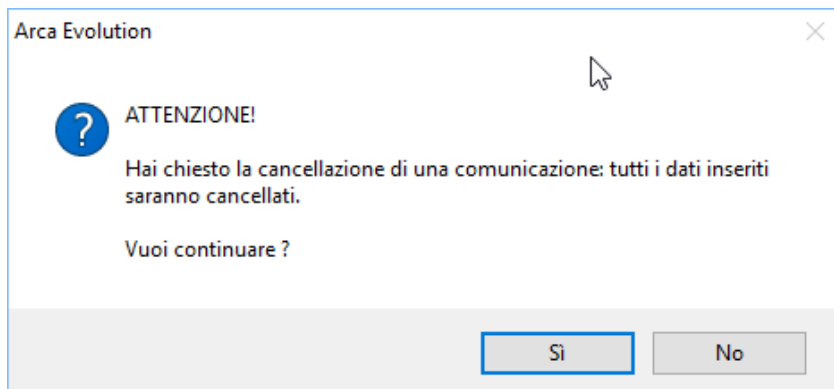 Arca Evolution
ATTENZIONE!
Hai chiesto la cancellazione di una comunicazione: tutti i dati inseriti
saranno cancellati.
Vuoi continuare ?
Sì
No